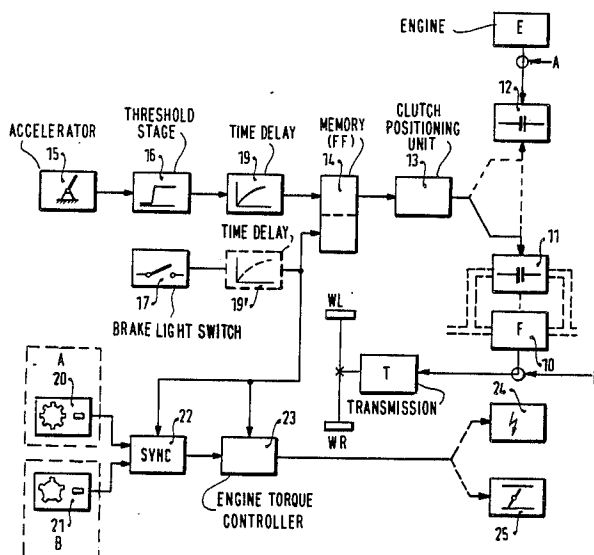 ENGINE
E
A
12
ACCELERATOR
15
THRESHOLD
STAGE
16
TIME DELAY
19
MEMORY
(FF)
14
CLUTCH
POSITIONING
UNIT
13
TIME DELAY
19'
17
BRAKE LIGHT SWITCH
11
F
10
WL
T
TRANSMISSION
WR
A
20
21
B
SYNC
22
23
ENGINE TORQUE
CONTROLLER
24
25